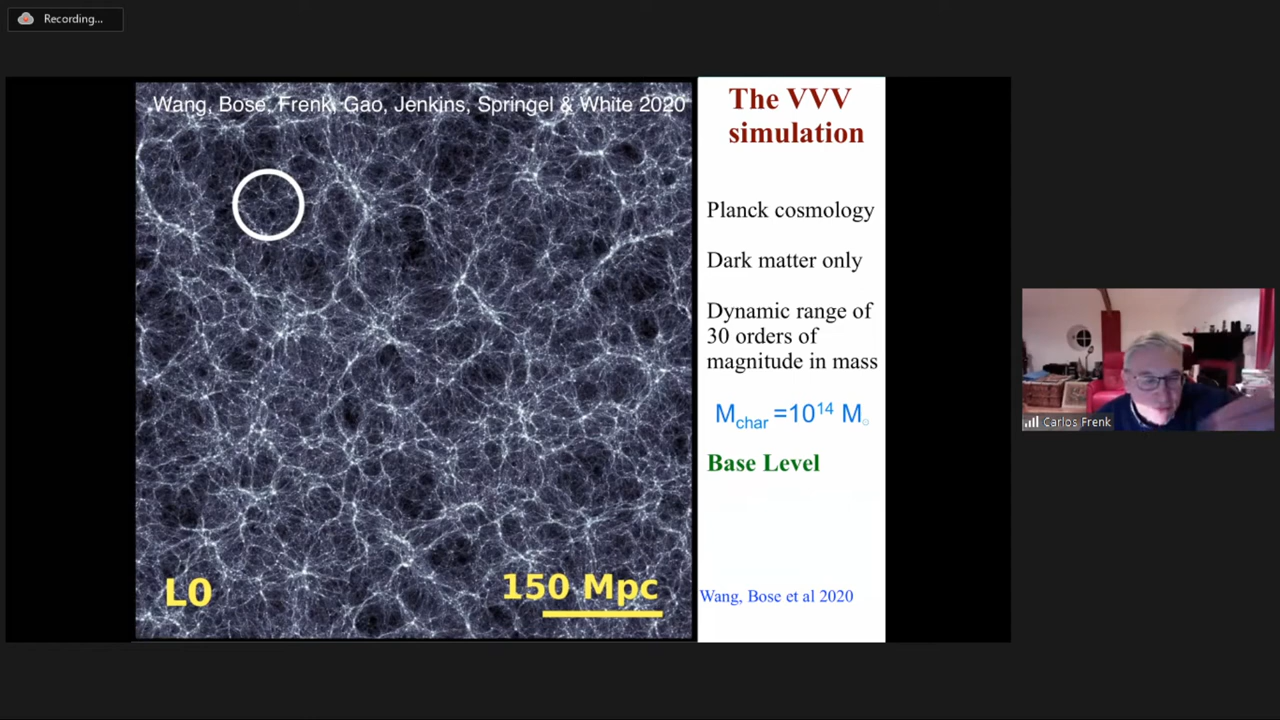 Recording...
Wang, Bose, Frenk, Gao, Jenkins, Springel & White 2020
L0
150 Mpc
The VVV
simulation
Planck cosmology
Dark matter only
Dynamic range of
30 orders of
magnitude in mass
Mchar =10¹⁴ M☉
Base Level
Wang, Bose et al 2020
Carlos Frenk